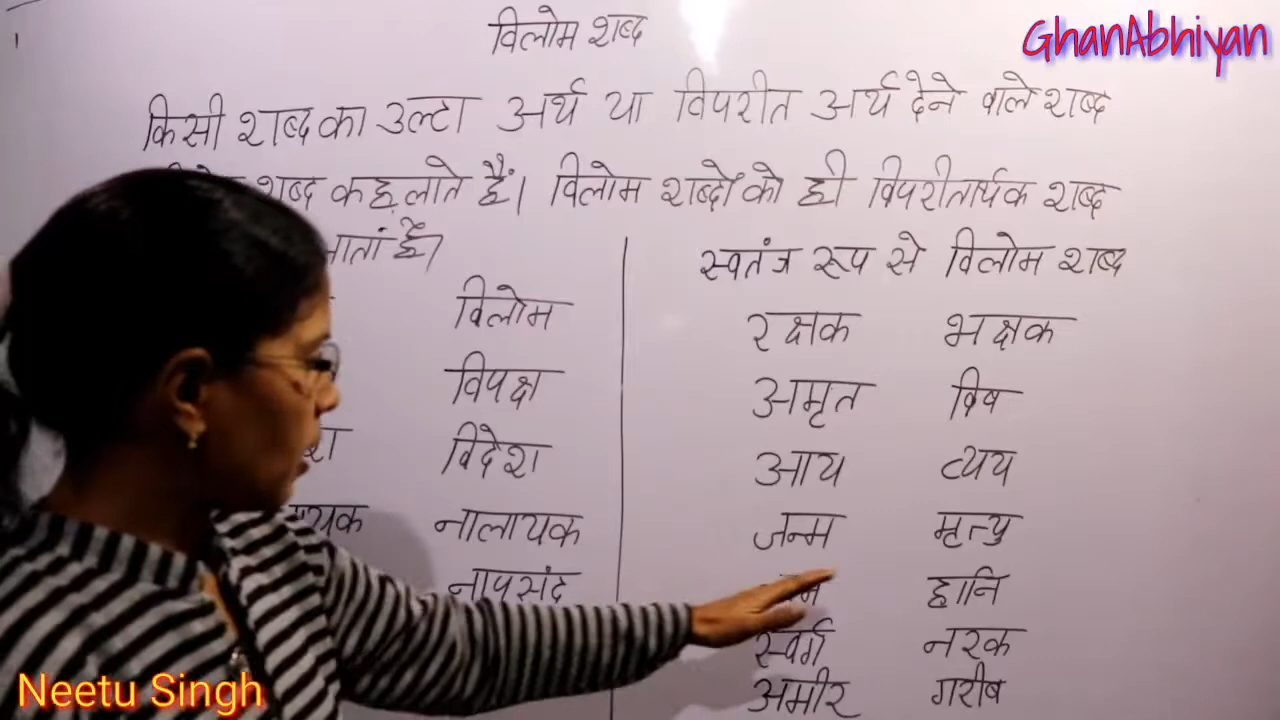 विलोम शब्द
GhanAbhiyan
किसी शब्द का उल्टा अर्थ या विपरीत अर्थ देने वाले शब्द
शब्द कहलाते हैं। विलोम शब्दों को ही विपरीतार्थक शब्द
है।
स्वतंत्र रूप से विलोम शब्द
विलोम
रक्षक भक्षक
विपक्ष
अमृत विष
विदेश
आय व्यय
नालायक
जन्म मृत्यु
नापसंद
हानि
स्वर्ग नरक
अमीर गरीब
Neetu Singh